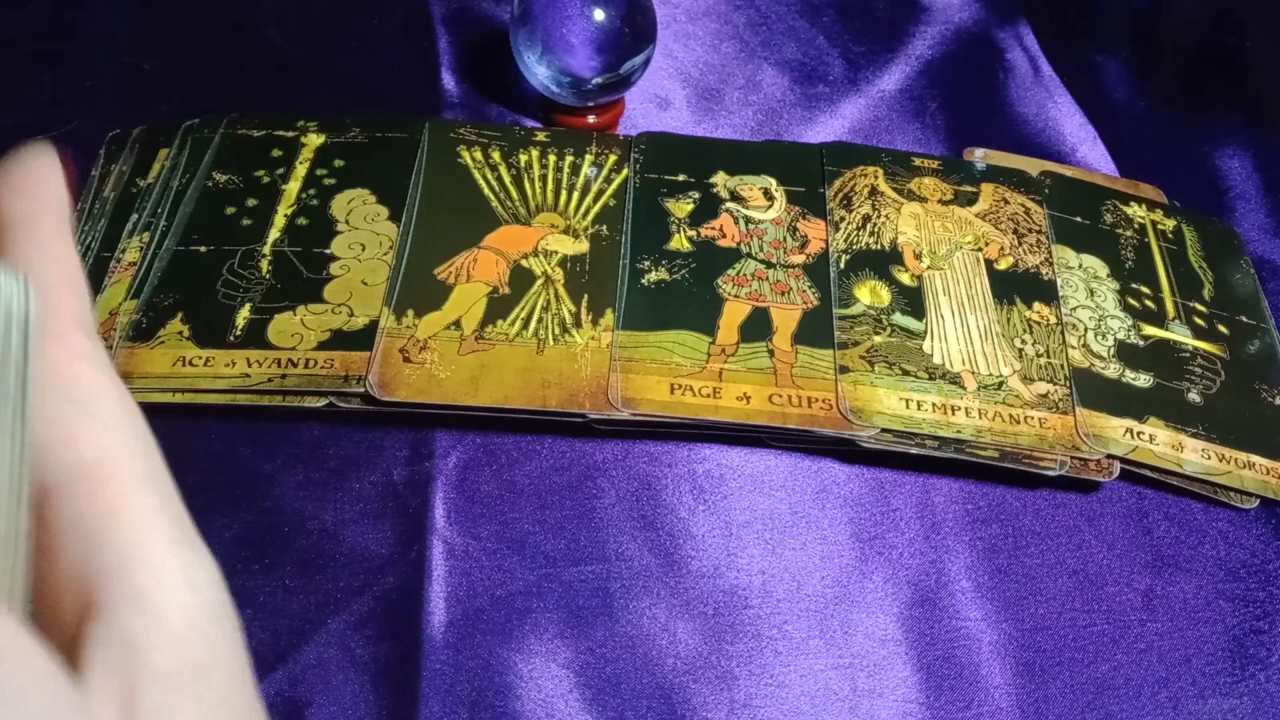 ACE of WANDS.
X
PAGE of CUPS
XIV
TEMPERANCE.
ACE of SWORDS